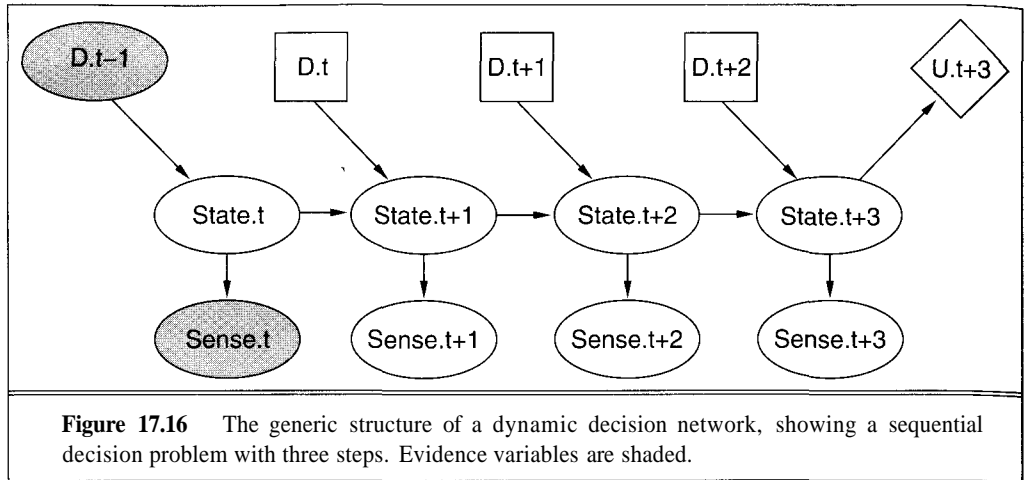 D.t−1
D.t
D.t+1
D.t+2
U.t+3
State.t
State.t+1
State.t+2
State.t+3
Sense.t
Sense.t+1
Sense.t+2
Sense.t+3
Figure 17.16 The generic structure of a dynamic decision network, showing a sequential
decision problem with three steps. Evidence variables are shaded.